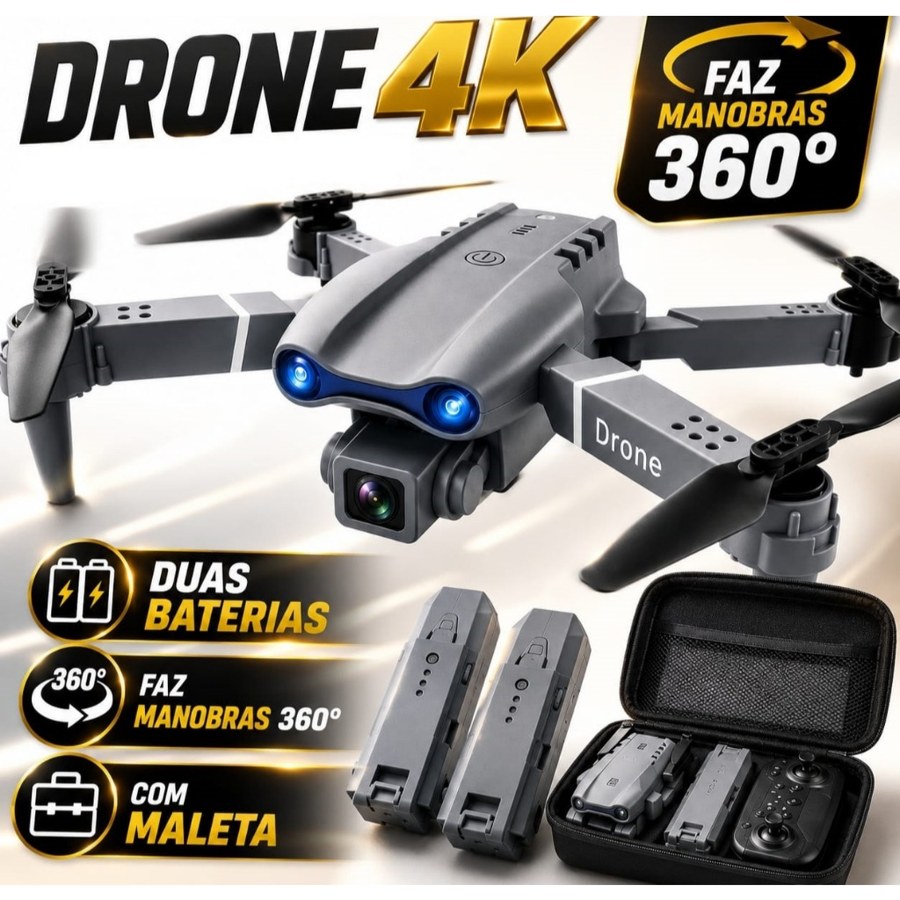 DRONE 4K
FAZ
MANOBRAS
360º
Drone
DUAS
BATERIAS
360º
FAZ
MANOBRAS 360º
COM
MALETA